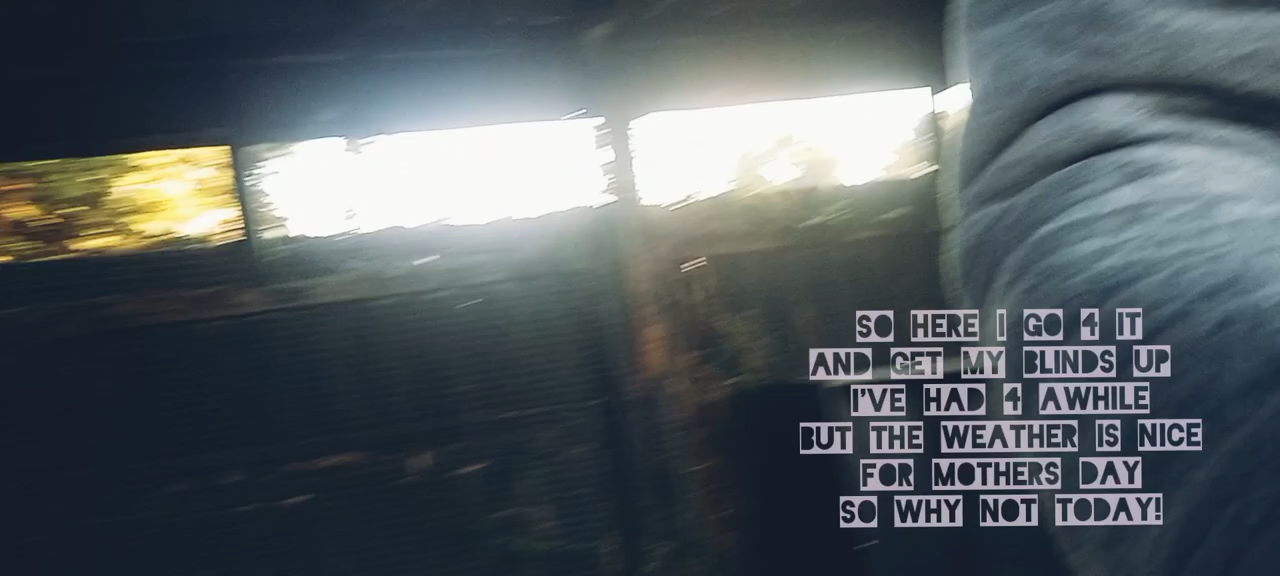 SO HERE I GO 4 IT
AND GET MY BLINDS UP
I'VE HAD 4 AWHILE
BUT THE WEATHER IS NICE
FOR MOTHERS DAY
SO WHY NOT TODAY!